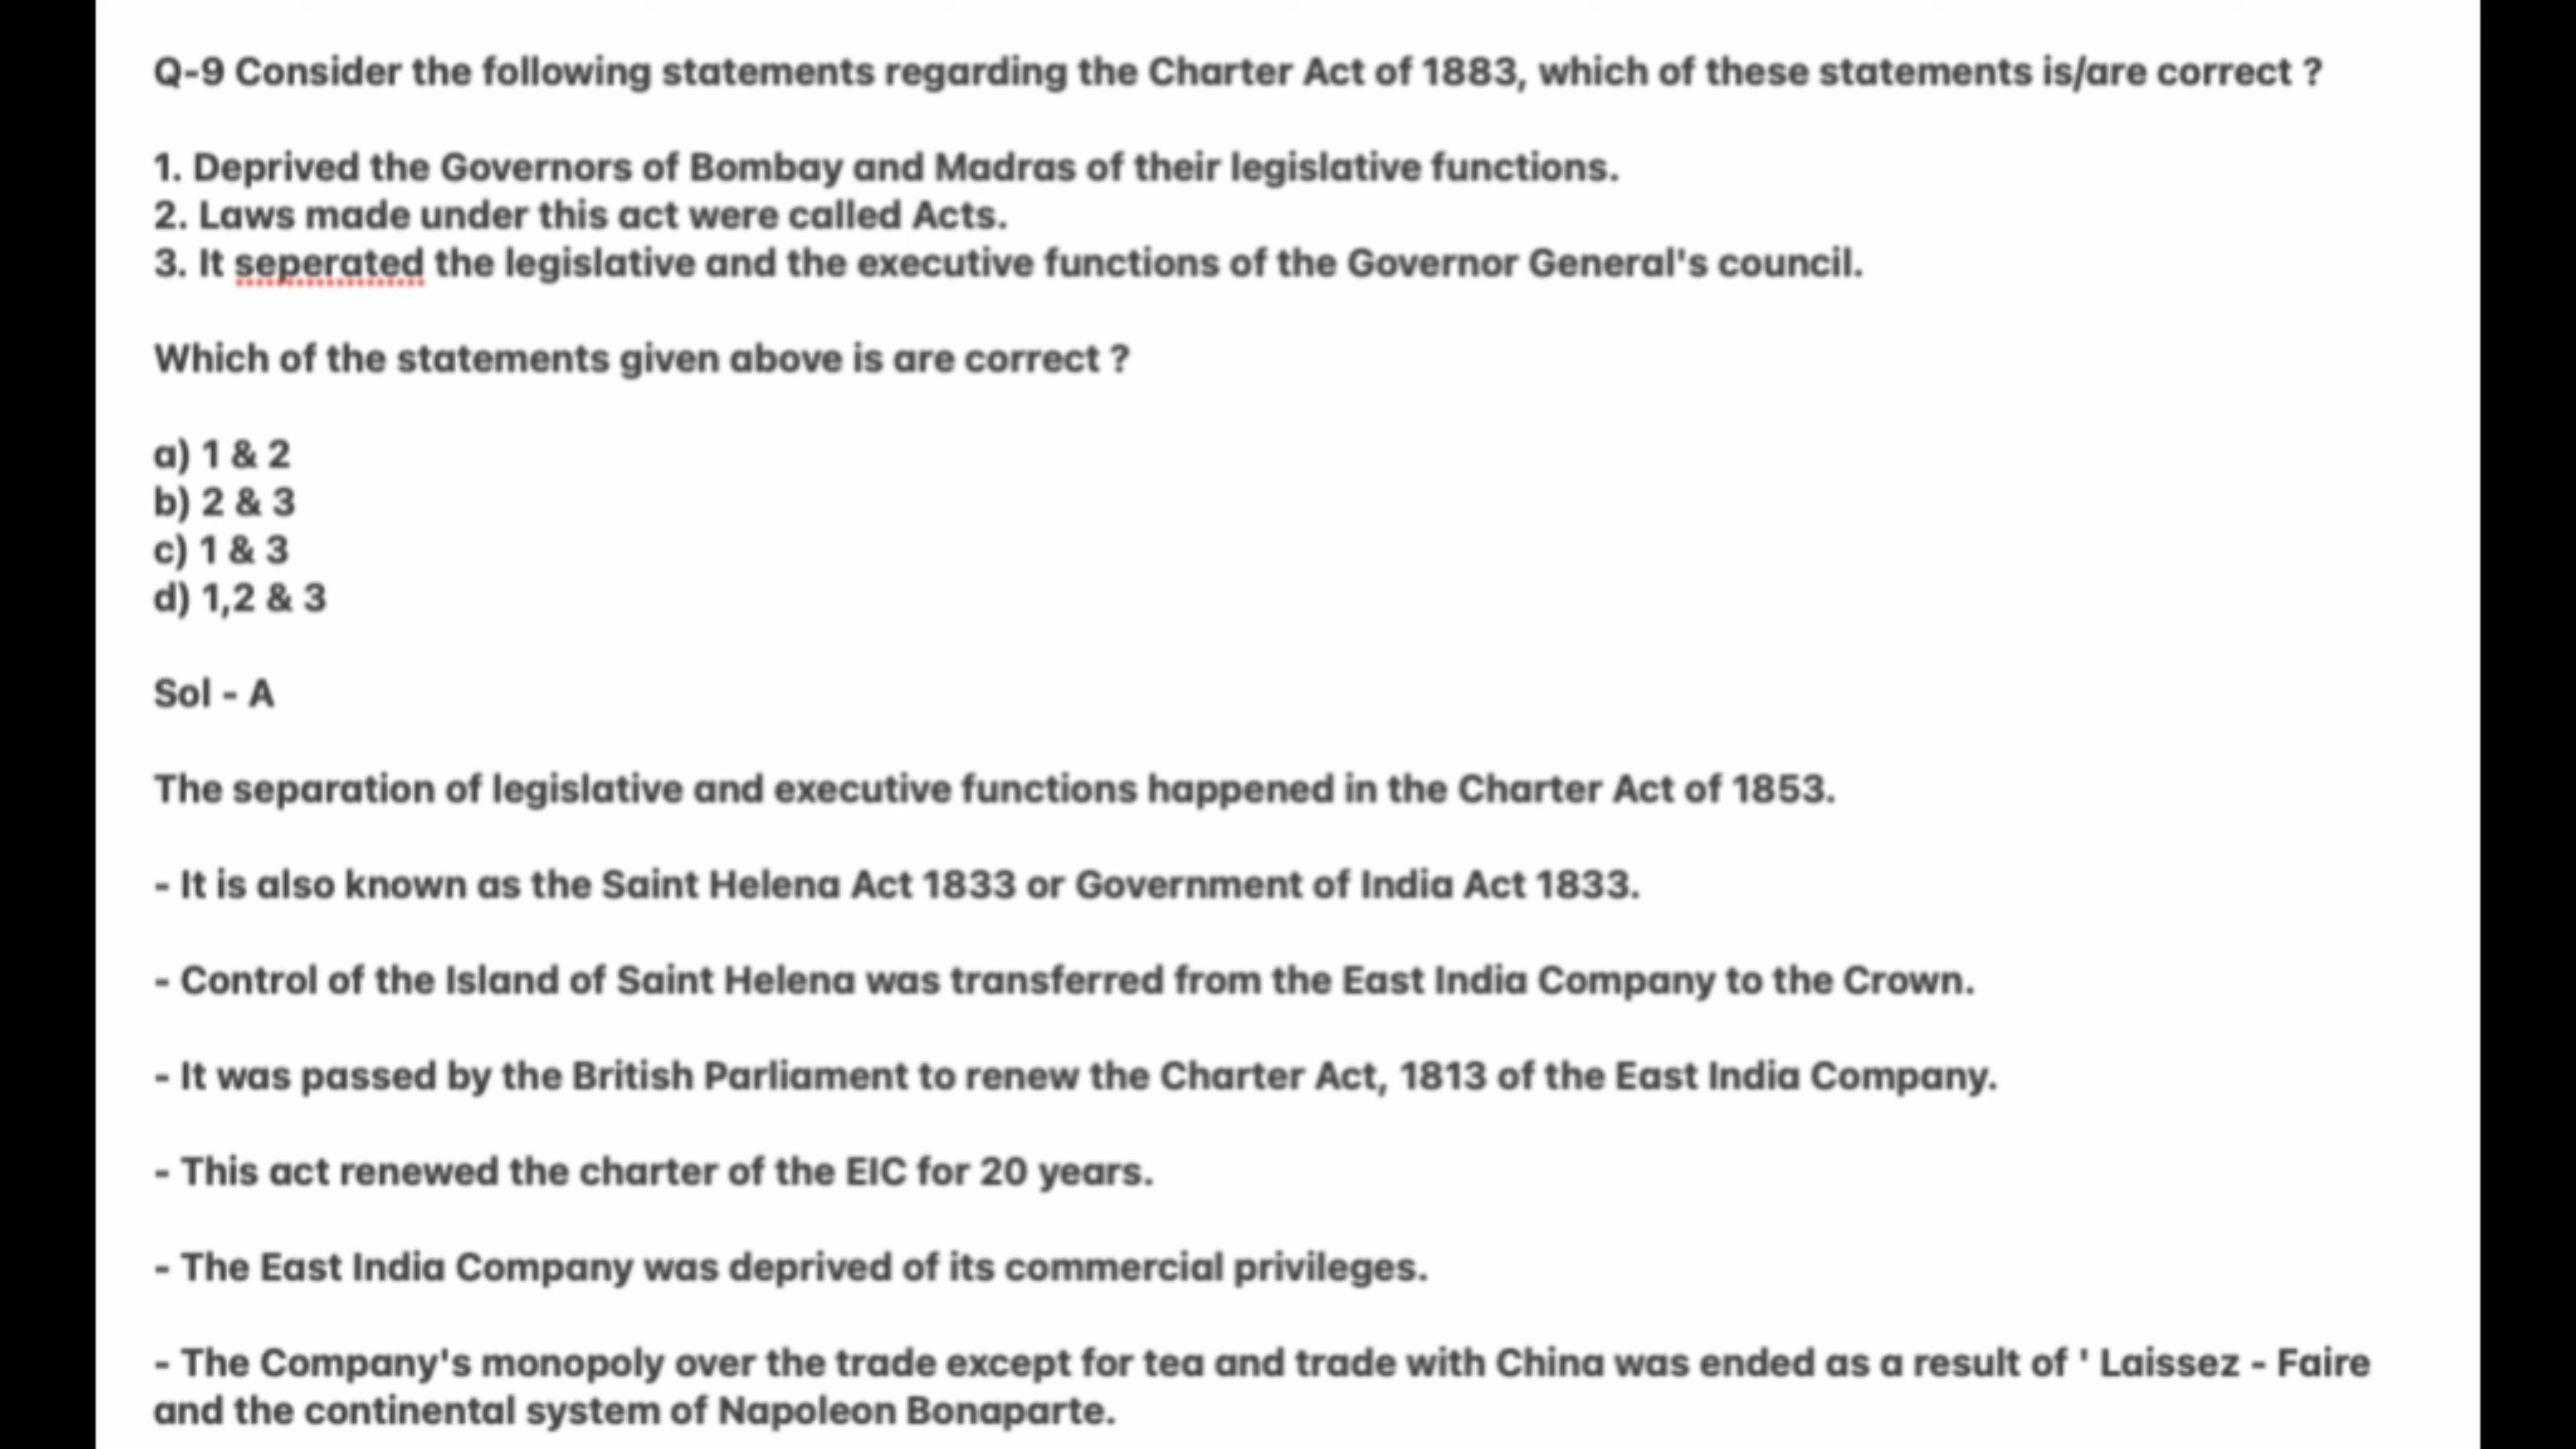 Q-9 Consider the following statements regarding the Charter Act of 1883, which of these statements is/are correct ?
1. Deprived the Governors of Bombay and Madras of their legislative functions.
2. Laws made under this act were called Acts.
3. It seperated the legislative and the executive functions of the Governor General's council.
Which of the statements given above is are correct ?
a) 1 & 2
b) 2 & 3
c) 1 & 3
d) 1,2 & 3
Sol - A
The separation of legislative and executive functions happened in the Charter Act of 1853.
- It is also known as the Saint Helena Act 1833 or Government of India Act 1833.
- Control of the Island of Saint Helena was transferred from the East India Company to the Crown.
- It was passed by the British Parliament to renew the Charter Act, 1813 of the East India Company.
- This act renewed the charter of the EIC for 20 years.
- The East India Company was deprived of its commercial privileges.
- The Company's monopoly over the trade except for tea and trade with China was ended as a result of ' Laissez - Faire
and the continental system of Napoleon Bonaparte.